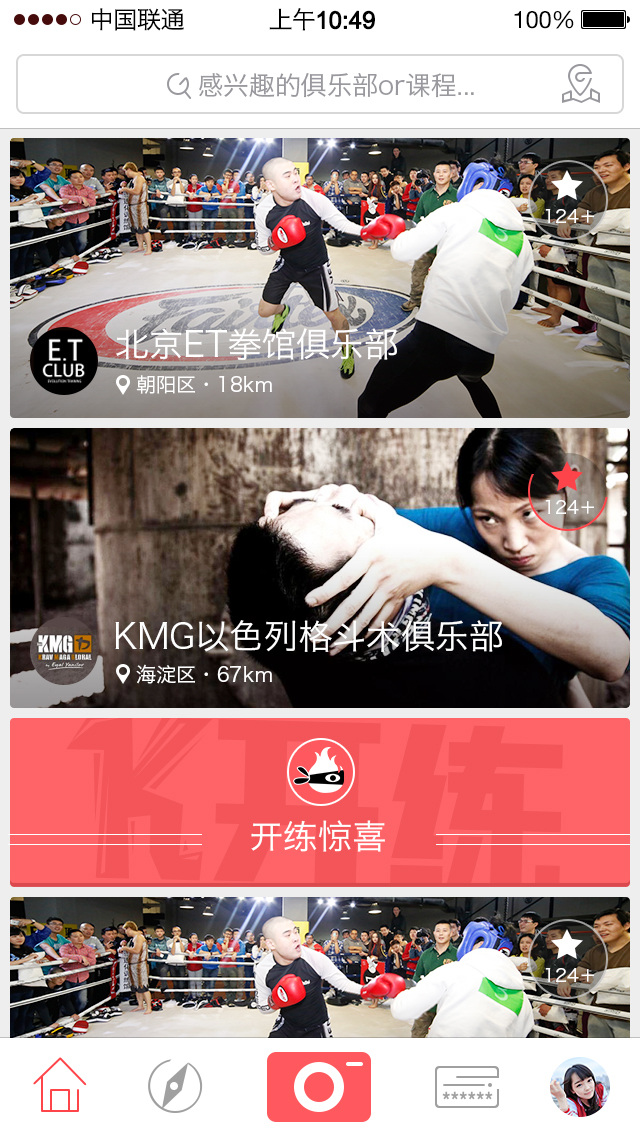 中国联通 上午10:49 100%
感兴趣的俱乐部or课程...
124+
E.T
CLUB
北京ET拳馆俱乐部
朝阳区·18km
124+
KMG
KRAV MAGA GLOBAL
KMG以色列格斗术俱乐部
海淀区·67km
K开练
开练惊喜
124+
******